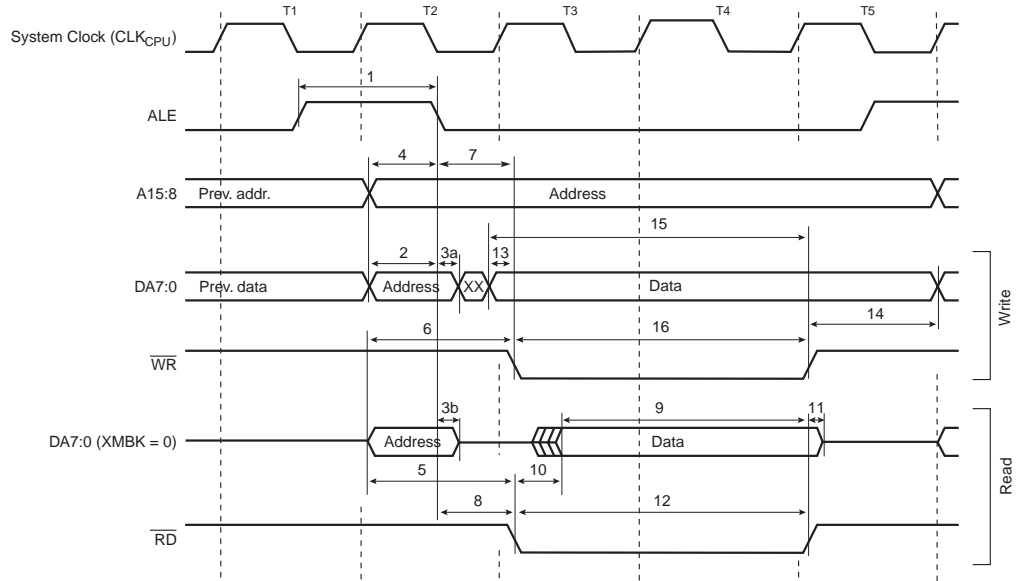 T1 T2 T3 T4 T5
System Clock (CLKCPU)
1
ALE
4 7
A15:8 Prev. addr. Address
15
2 3a 13
DA7:0 Prev. data Address XX Data
14
6 16
WR
Write
3b 9 11
DA7:0 (XMBK = 0) Address Data
5 10
8 12
RD
Read